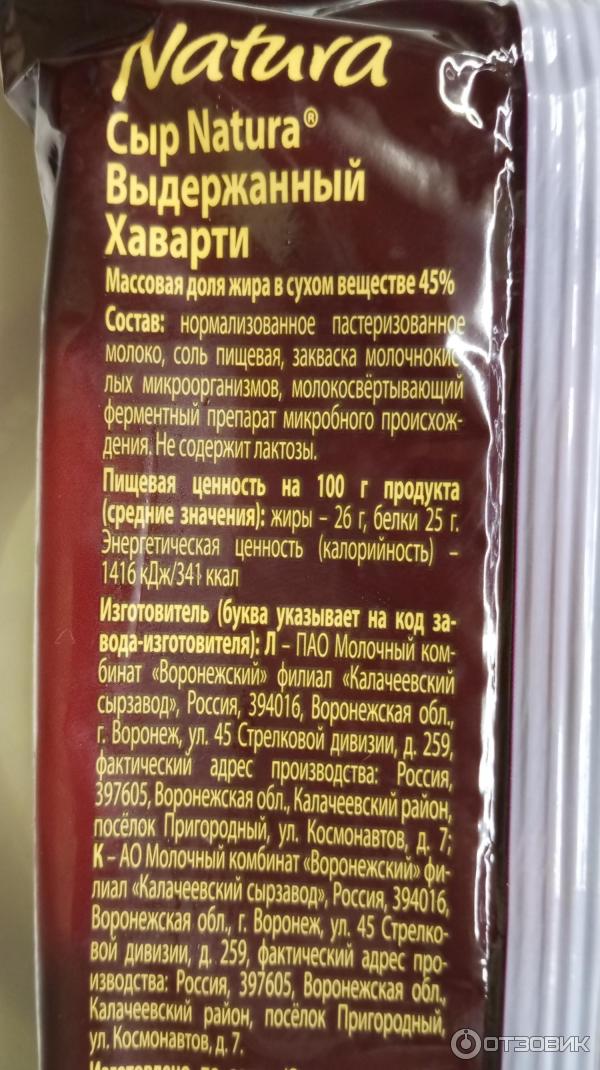 Natura
Сыр Natura®
Выдержанный
Хаварти
Массовая доля жира в сухом веществе 45%
Состав: нормализованное пастеризованное
молоко, соль пищевая, закваска молочнокис
лых микроорганизмов, молокосвёртывающий
ферментный препарат микробного происхож-
дения. Не содержит лактозы.
Пищевая ценность на 100 г продукта
(средние значения): жиры – 26 г, белки 25 г.
Энергетическая ценность (калорийность) –
1416 кДж/341 ккал
Изготовитель (буква указывает на код за-
вода-изготовителя): Л – ПАО Молочный ком-
бинат «Воронежский» филиал «Калачеевский
сырзавод», Россия, 394016, Воронежская обл.,
г. Воронеж, ул. 45 Стрелковой дивизии, д. 259,
фактический адрес производства: Россия,
397605, Воронежская обл., Калачеевский район,
посёлок Пригородный, ул. Космонавтов, д. 7;
К – АО Молочный комбинат «Воронежский» фи-
лиал «Калачеевский сырзавод», Россия, 394016,
Воронежская обл., г. Воронеж, ул. 45 Стрелко-
вой дивизии, д. 259, фактический адрес про-
изводства: Россия, 397605, Воронежская обл.,
Калачеевский район, посёлок Пригородный,
ул. Космонавтов, д. 7.
ОТЗОВИК